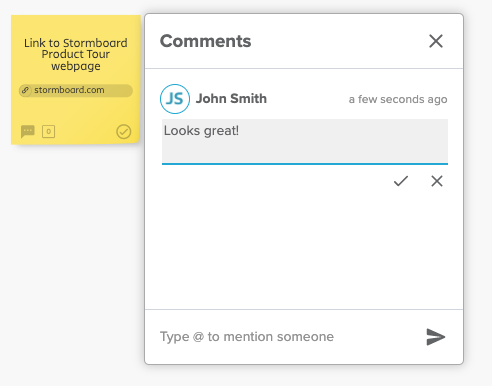 Link to Stormboard
Product Tour
webpage
stormboard.com
0
Comments
JS John Smith a few seconds ago
Looks great!
Type @ to mention someone